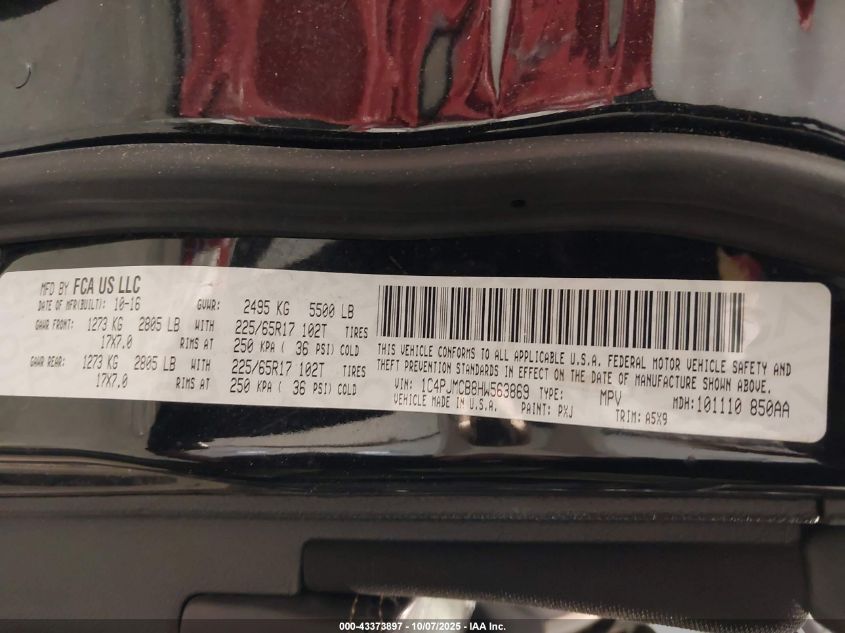 MFD BY FCA US LLC
DATE OF MFR(BUILT): 10-16 GVWR: 2495 KG 5500 LB
GAWR FRONT: 1273 KG 2805 LB WITH 225/65R17 102T TIRES
17X7.0 RIMS AT 250 KPA ( 36 PSI) COLD
GAWR REAR: 1273 KG 2805 LB WITH 225/65R17 102T TIRES
17X7.0 RIMS AT 250 KPA ( 36 PSI) COLD
THIS VEHICLE CONFORMS TO ALL APPLICABLE U.S.A. FEDERAL MOTOR VEHICLE SAFETY AND
THEFT PREVENTION STANDARDS IN EFFECT ON THE DATE OF MANUFACTURE SHOWN ABOVE.
VIN: 1C4PJMCB8HW563869 TYPE: MPV MDH:101110 850AA
VEHICLE MADE IN U.S.A. PAINT: PXJ TRIM: A5X9
000-43373897 - 10/07/2025 - IAA Inc.